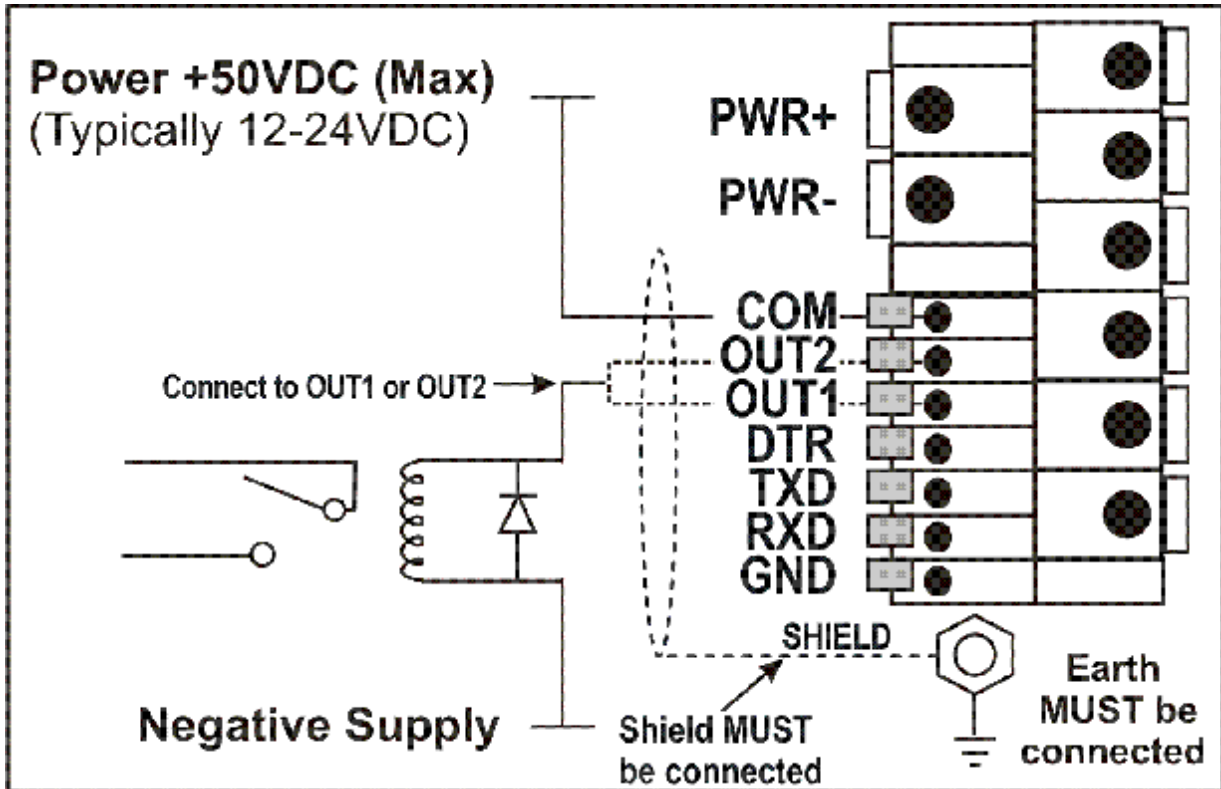 Power +50VDC (Max)
(Typically 12-24VDC)
PWR+
PWR-
COM
OUT2
Connect to OUT1 or OUT2
OUT1
DTR
TXD
RXD
GND
SHIELD
Negative Supply
Shield MUST
be connected
Earth
MUST be
connected